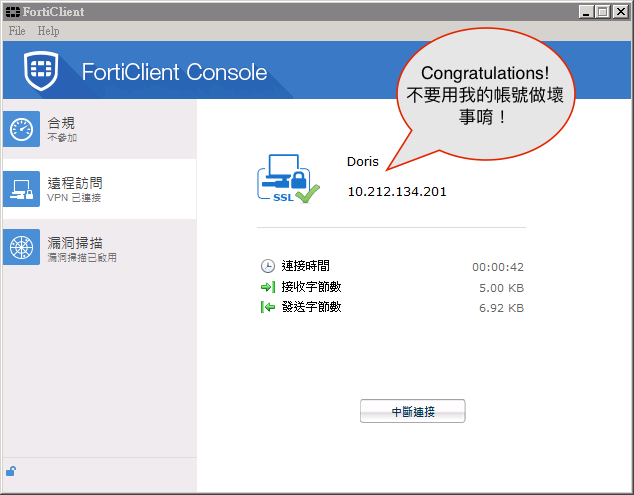 FortiClient
File Help
FortiClient Console
Congratulations!
不要用我的帳號做壞
事唷！
合規
不參加
遠程訪問
VPN 已連接
漏洞掃描
漏洞掃描已啟用
Doris
10.212.134.201
SSL
連接時間 00:00:42
接收字節數 5.00 KB
發送字節數 6.92 KB
中斷連接